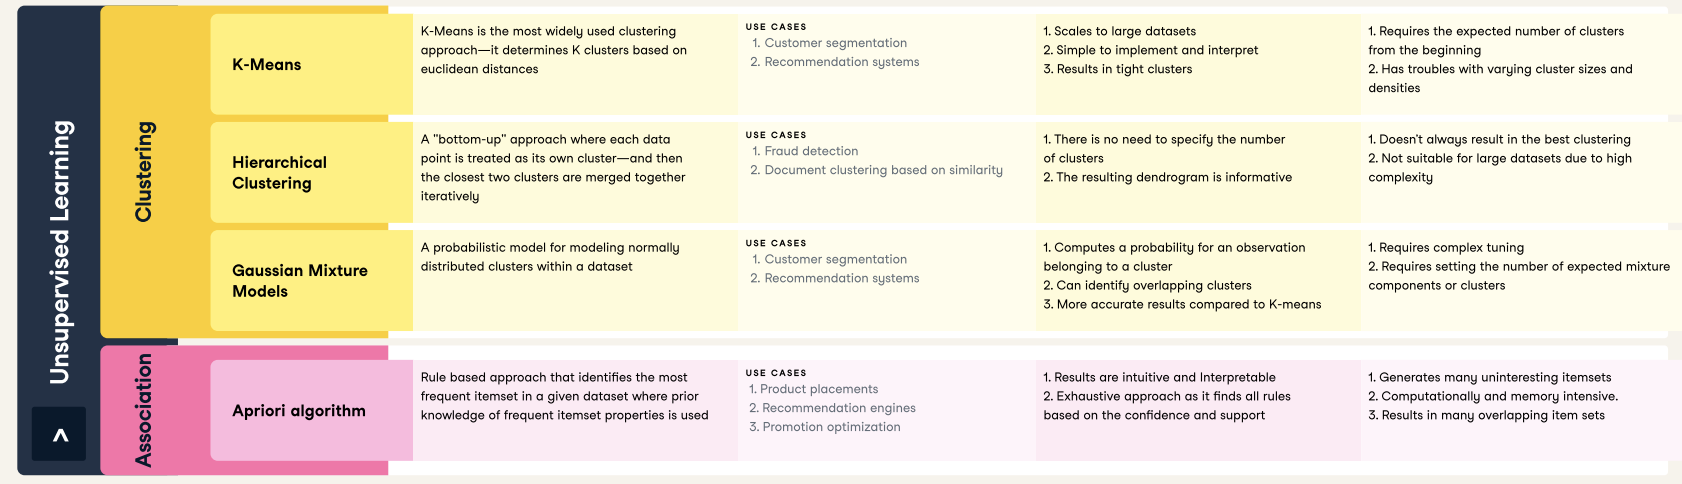 Unsupervised Learning
Clustering
K-Means
K-Means is the most widely used clustering
approach—it determines K clusters based on
euclidean distances
USE CASES
1. Customer segmentation
2. Recommendation systems
1. Scales to large datasets
2. Simple to implement and interpret
3. Results in tight clusters
1. Requires the expected number of clusters
from the beginning
2. Has troubles with varying cluster sizes and
densities
Hierarchical
Clustering
A "bottom-up" approach where each data
point is treated as its own cluster—and then
the closest two clusters are merged together
iteratively
USE CASES
1. Fraud detection
2. Document clustering based on similarity
1. There is no need to specify the number
of clusters
2. The resulting dendrogram is informative
1. Doesn't always result in the best clustering
2. Not suitable for large datasets due to high
complexity
Gaussian Mixture
Models
A probabilistic model for modeling normally
distributed clusters within a dataset
USE CASES
1. Customer segmentation
2. Recommendation systems
1. Computes a probability for an observation
belonging to a cluster
2. Can identify overlapping clusters
3. More accurate results compared to K-means
1. Requires complex tuning
2. Requires setting the number of expected mixture
components or clusters
Association
Apriori algorithm
Rule based approach that identifies the most
frequent itemset in a given dataset where prior
knowledge of frequent itemset properties is used
USE CASES
1. Product placements
2. Recommendation engines
3. Promotion optimization
1. Results are intuitive and Interpretable
2. Exhaustive approach as it finds all rules
based on the confidence and support
1. Generates many uninteresting itemsets
2. Computationally and memory intensive.
3. Results in many overlapping item sets